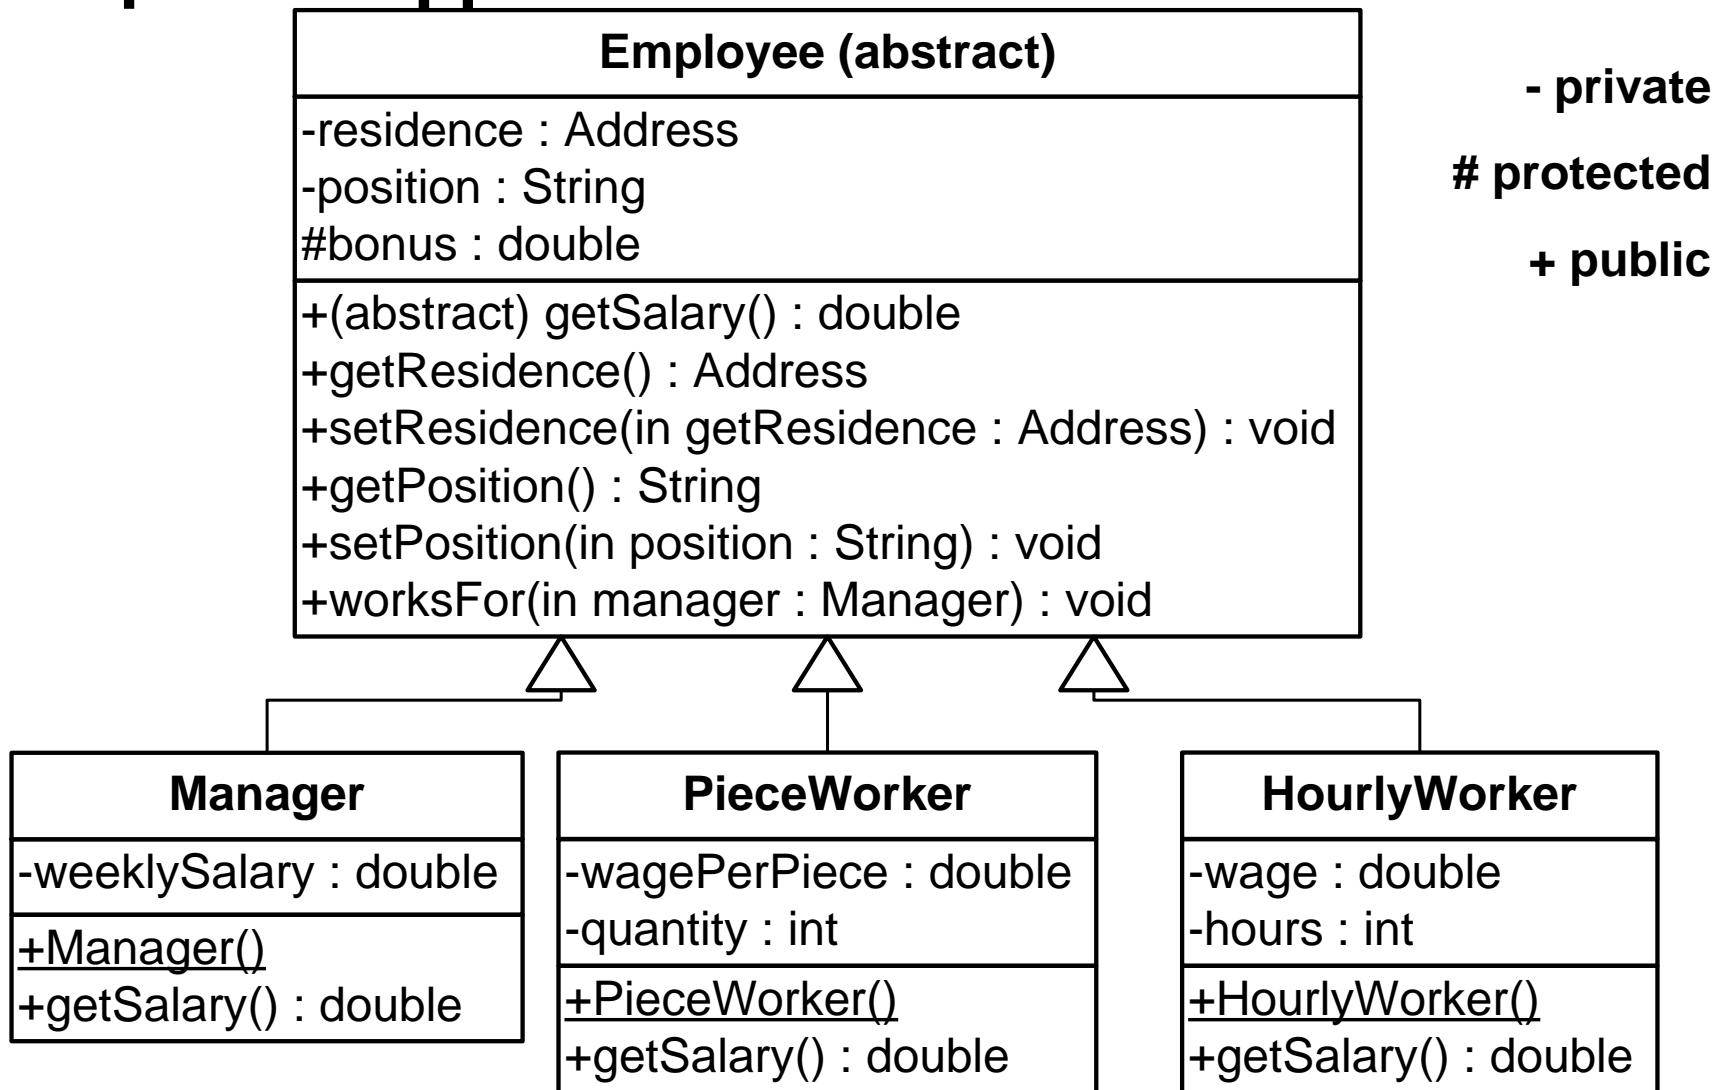 Employee (abstract)
-residence : Address
-position : String
#bonus : double
+(abstract) getSalary() : double
+getResidence() : Address
+setResidence(in getResidence : Address) : void
+getPosition() : String
+setPosition(in position : String) : void
+worksFor(in manager : Manager) : void
- private
# protected
+ public
Manager
-weeklySalary : double
+Manager()
+getSalary() : double
PieceWorker
-wagePerPiece : double
-quantity : int
+PieceWorker()
+getSalary() : double
HourlyWorker
-wage : double
-hours : int
+HourlyWorker()
+getSalary() : double